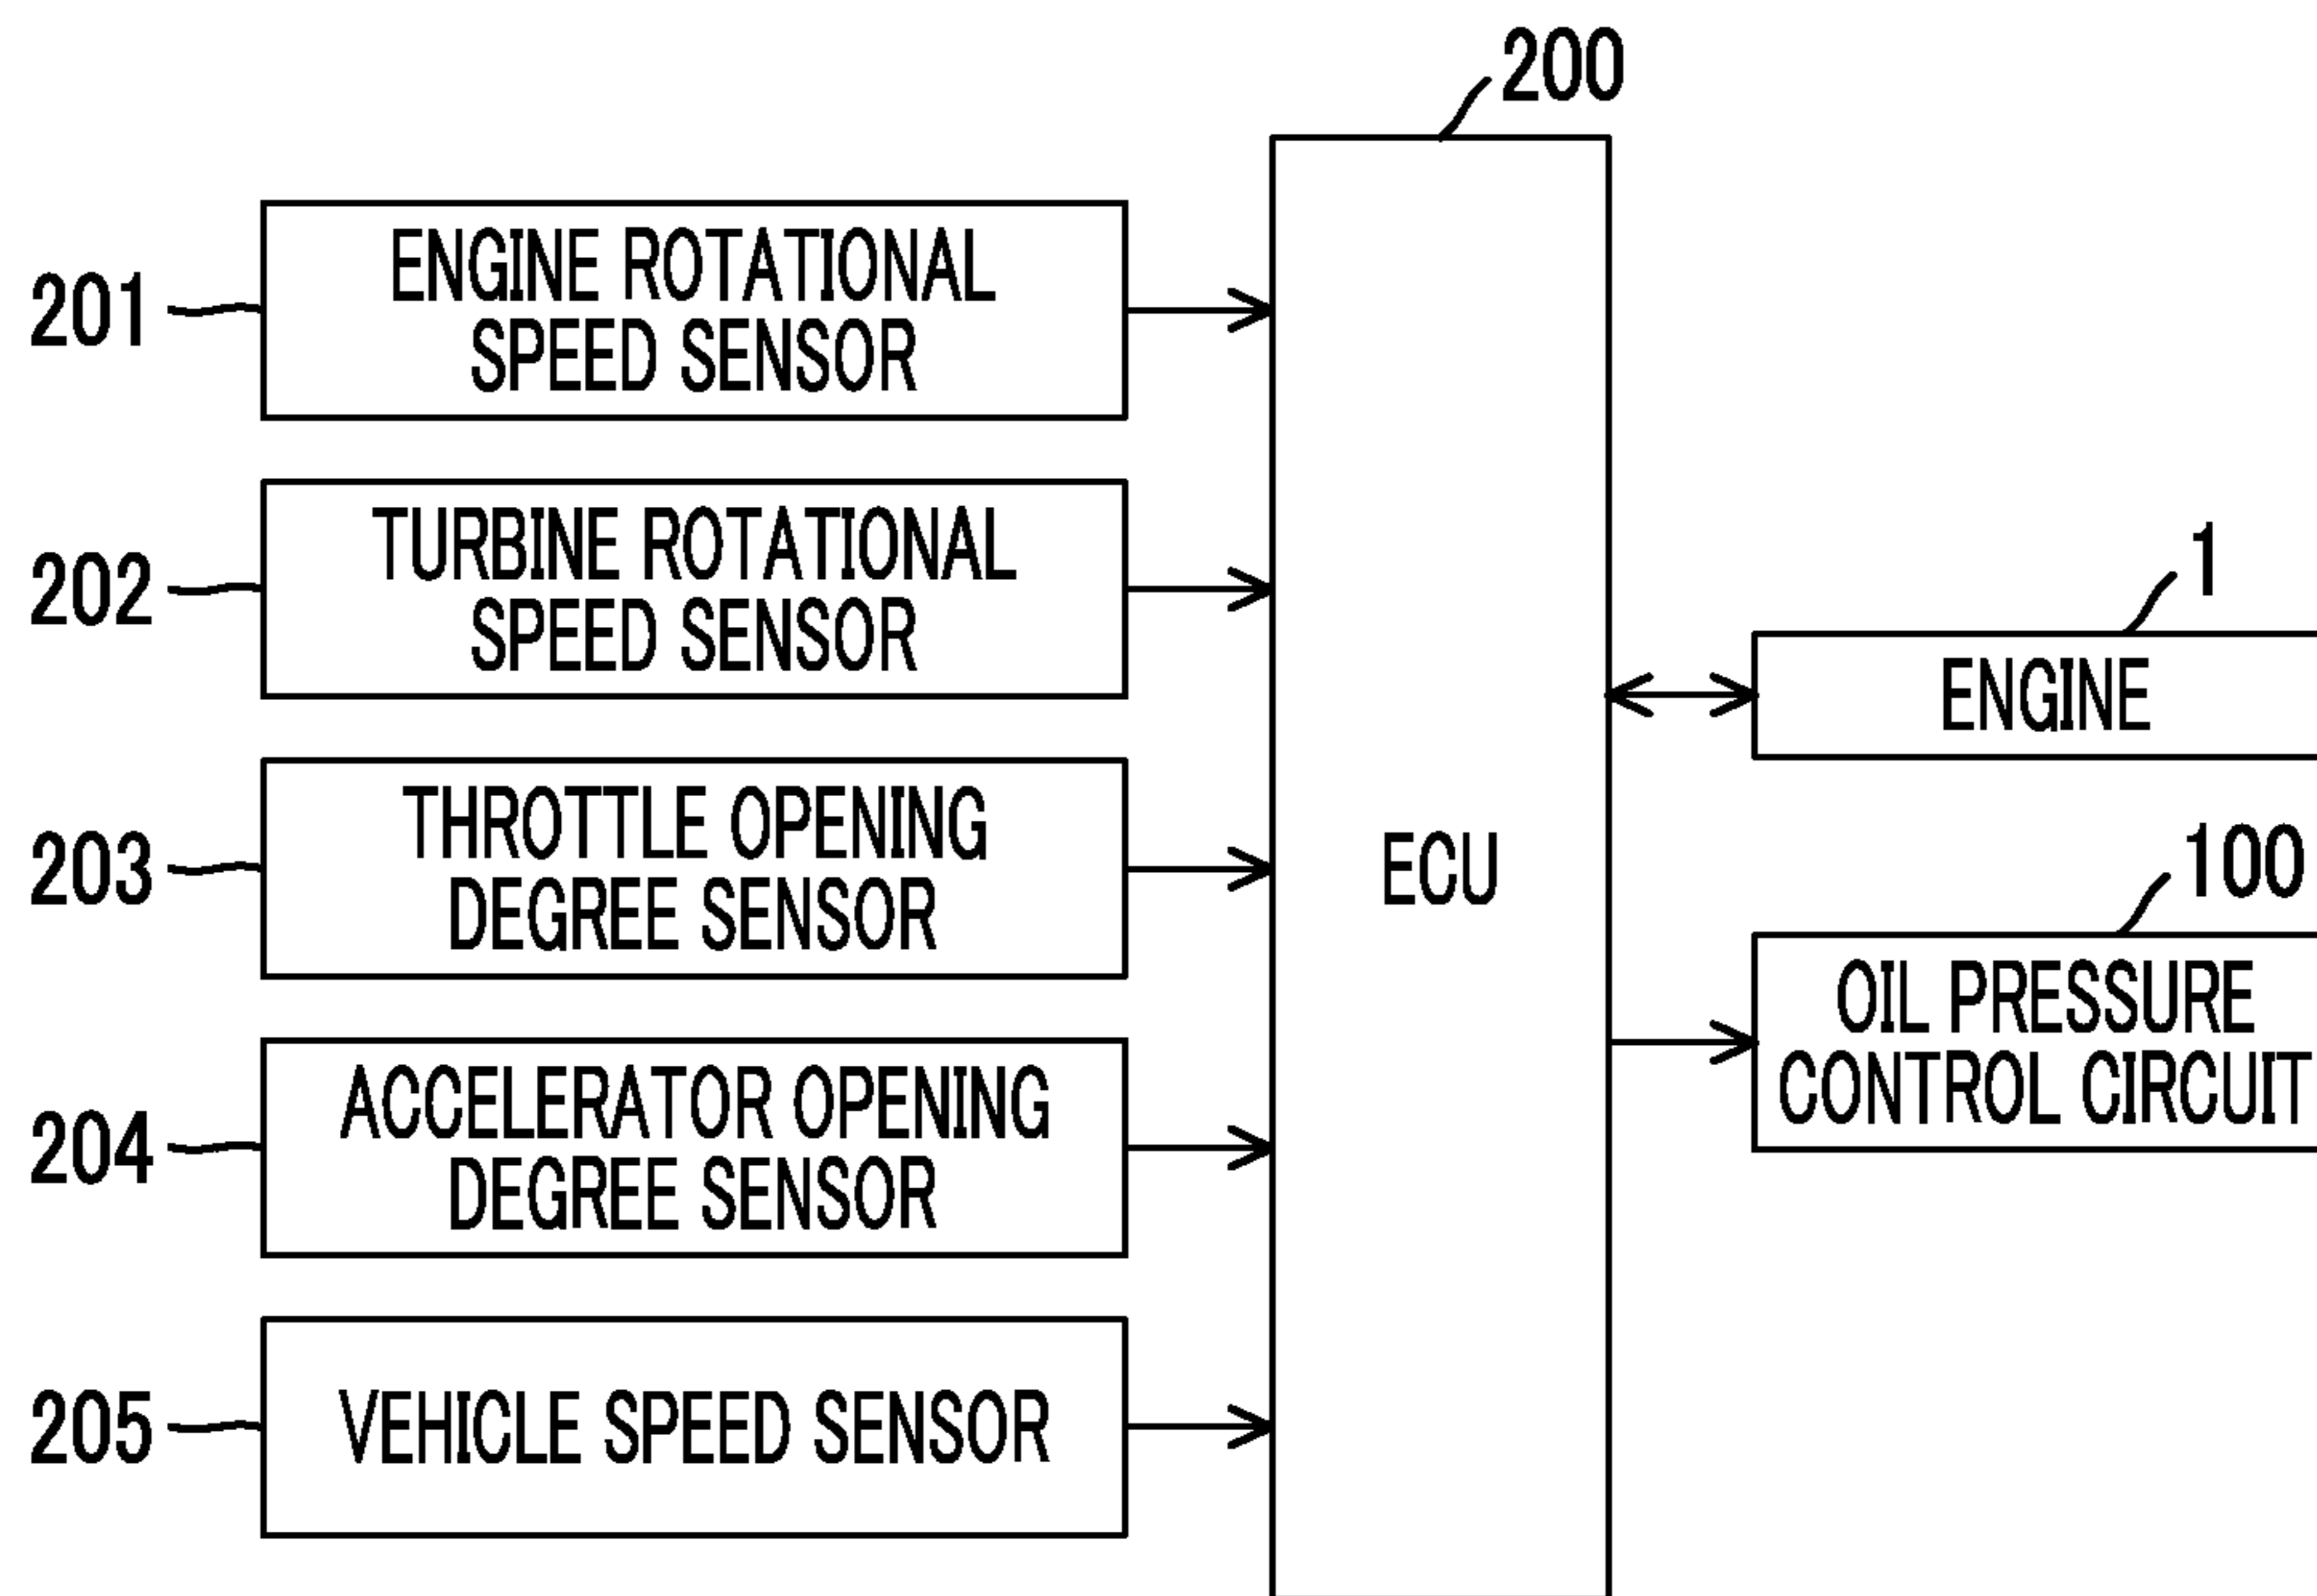 200
201
ENGINE ROTATIONAL
SPEED SENSOR
202
TURBINE ROTATIONAL
SPEED SENSOR
203
THROTTLE OPENING
DEGREE SENSOR
204
ACCELERATOR OPENING
DEGREE SENSOR
205
VEHICLE SPEED SENSOR
ECU
1
ENGINE
100
OIL PRESSURE
CONTROL CIRCUIT